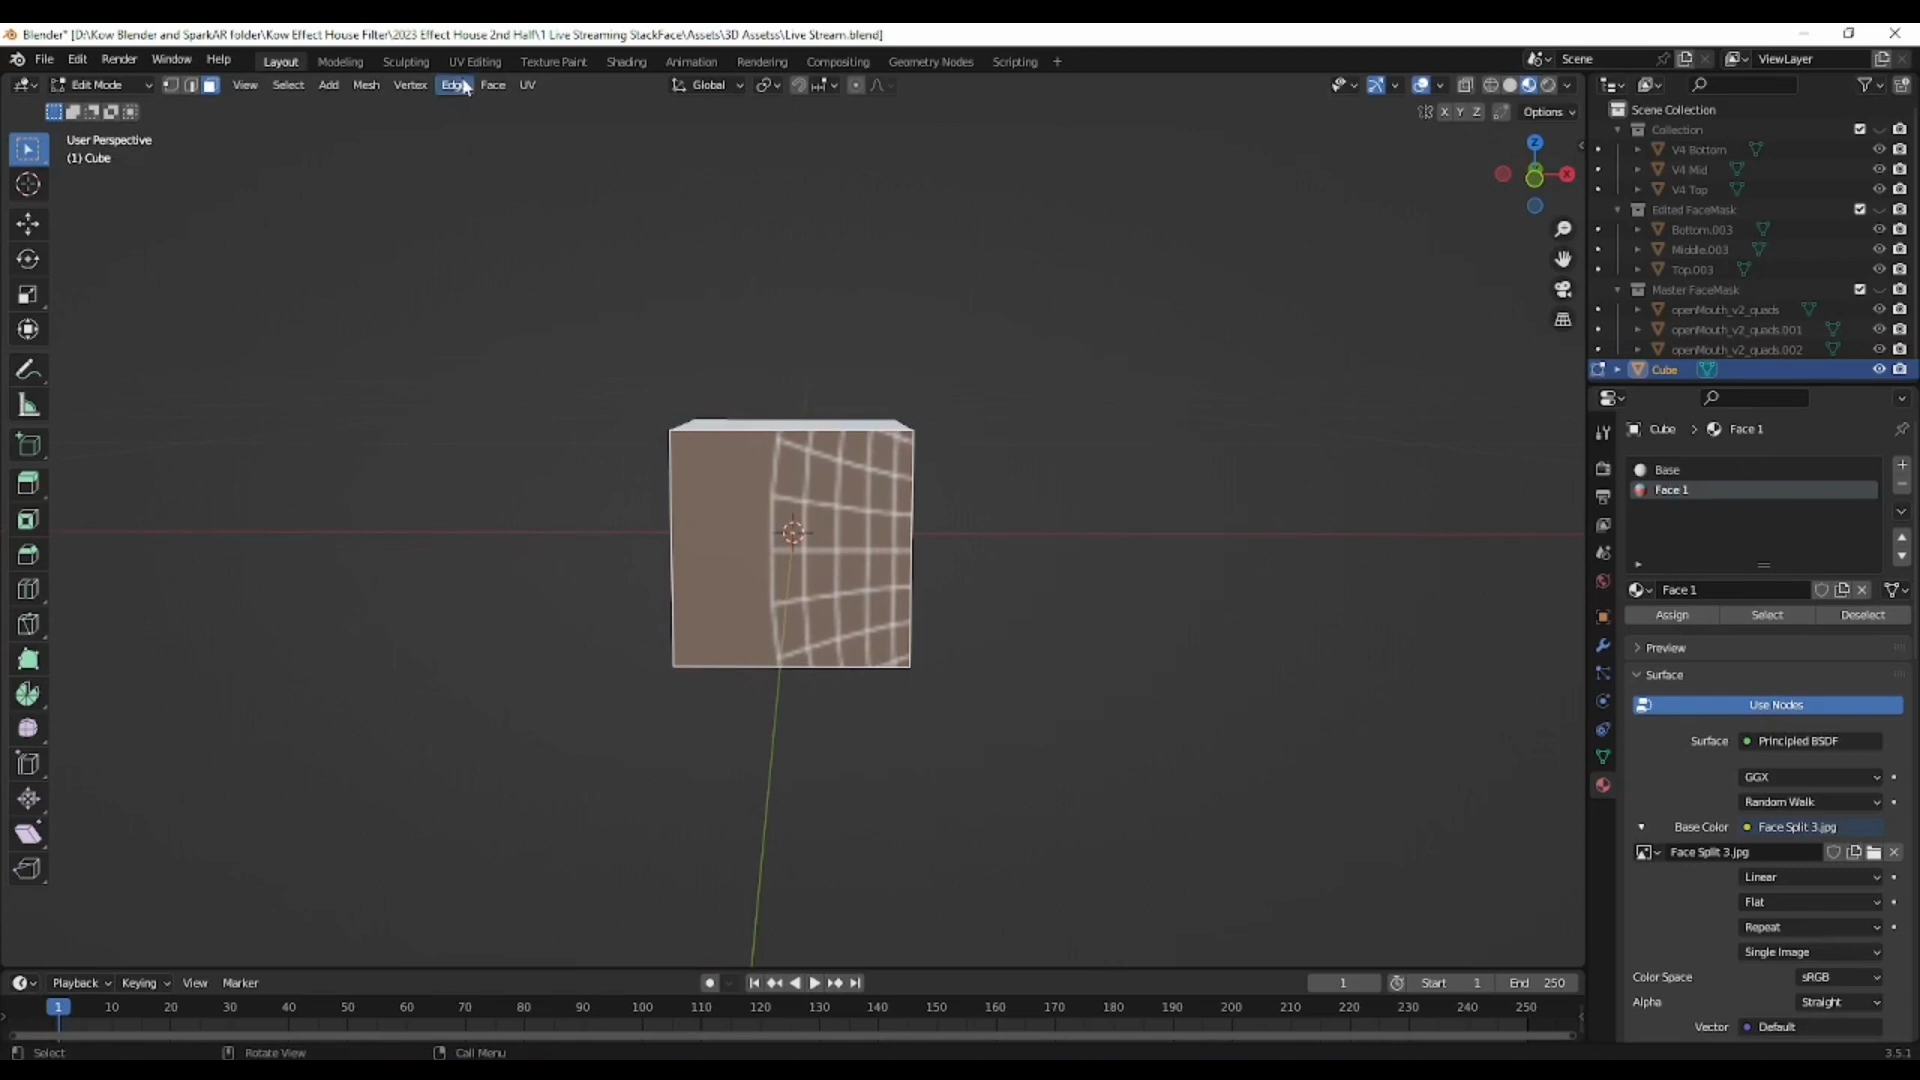 Blender* [D:\Kow Blender and SparkAR folder\Kow Effect House Filter\2023 Effect House 2nd Half\1 Live Streaming StackFace\Assets\3D Assetss\Live Stream.blend]
File Edit Render Window Help Layout Modeling Sculpting UV Editing Texture Paint Shading Animation Rendering Compositing Geometry Nodes Scripting + Scene ViewLayer
Edit Mode View Select Add Mesh Vertex Edge Face UV Global
X Y Z Options
User Perspective
(1) Cube
Z
X
Scene Collection
Collection
V4 Bottom
V4 Mid
V4 Top
Edited FaceMask
Bottom.003
Middle.003
Top.003
Master FaceMask
openMouth_v2_quads
openMouth_v2_quads.001
openMouth_v2_quads.002
Cube
Cube > Face 1
Base
Face 1
Face 1
Assign Select Deselect
Preview
Surface
Use Nodes
Surface Principled BSDF
GGX
Random Walk
Base Color Face Split 3.jpg
Face Split 3.jpg
Linear
Flat
Repeat
Single Image
Color Space sRGB
Alpha Straight
Vector Default
Playback Keying View Marker 1 Start 1 End 250
1 10 20 30 40 50 60 70 80 90 100 110 120 130 140 150 160 170 180 190 200 210 220 230 240 250
Select Rotate View Call Menu 3.5.1